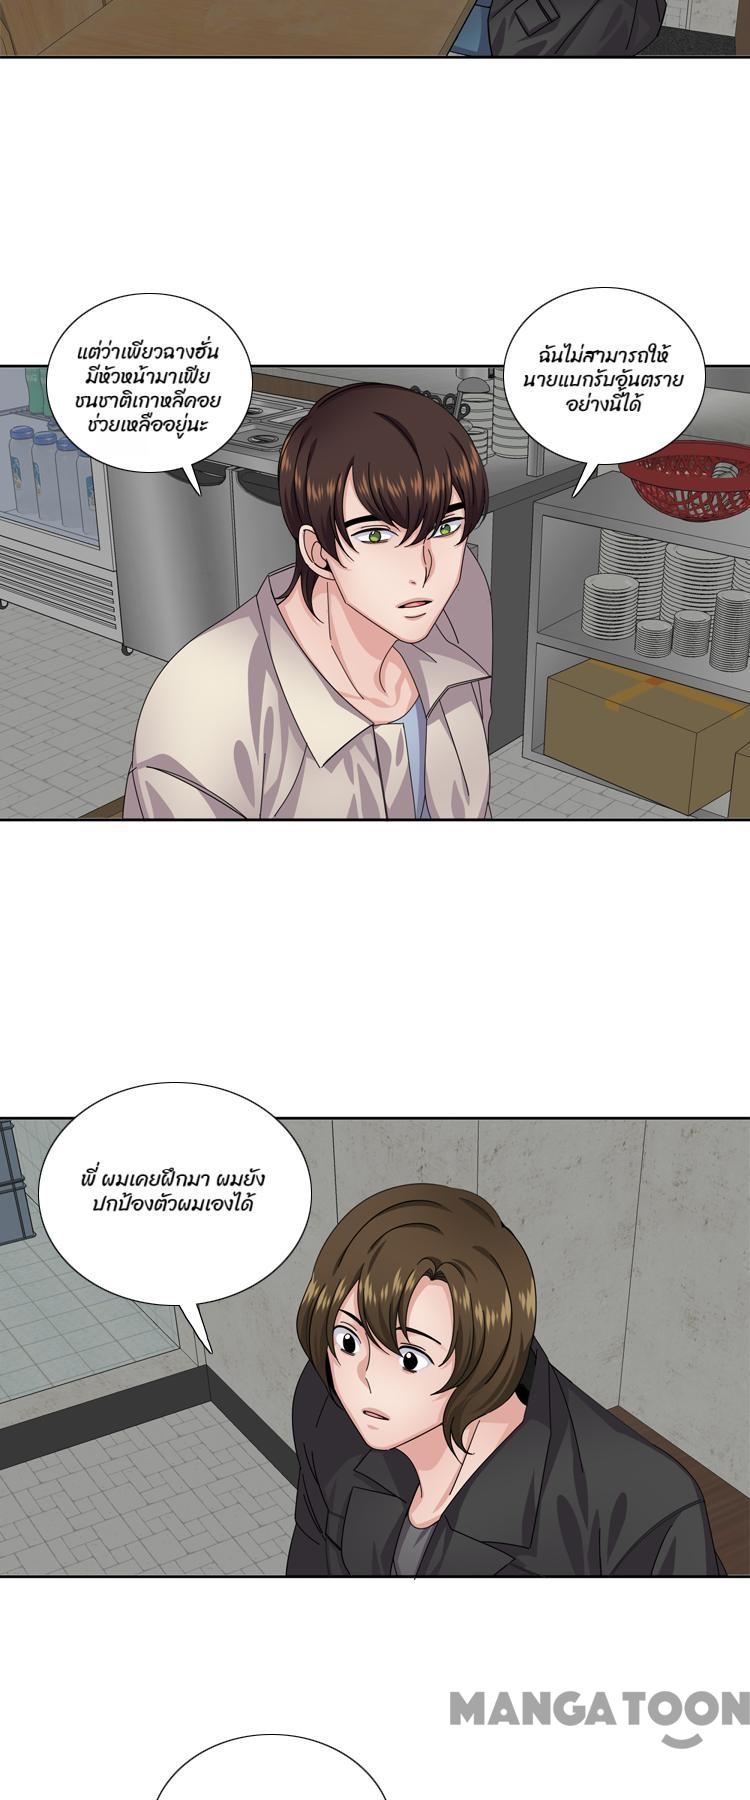 แต่ว่าเพียวฉางฮั่น
มีหัวหน้ามาเฟีย
ชนชาติเกาหลีคอย
ช่วยเหลืออยู่นะ
ฉันไม่สามารถให้
นายแบกรับอันตราย
อย่างนี้ได้
พี่ ผมเคยฝึกมา ผมยัง
ปกป้องตัวผมเองได้
MANGATOON